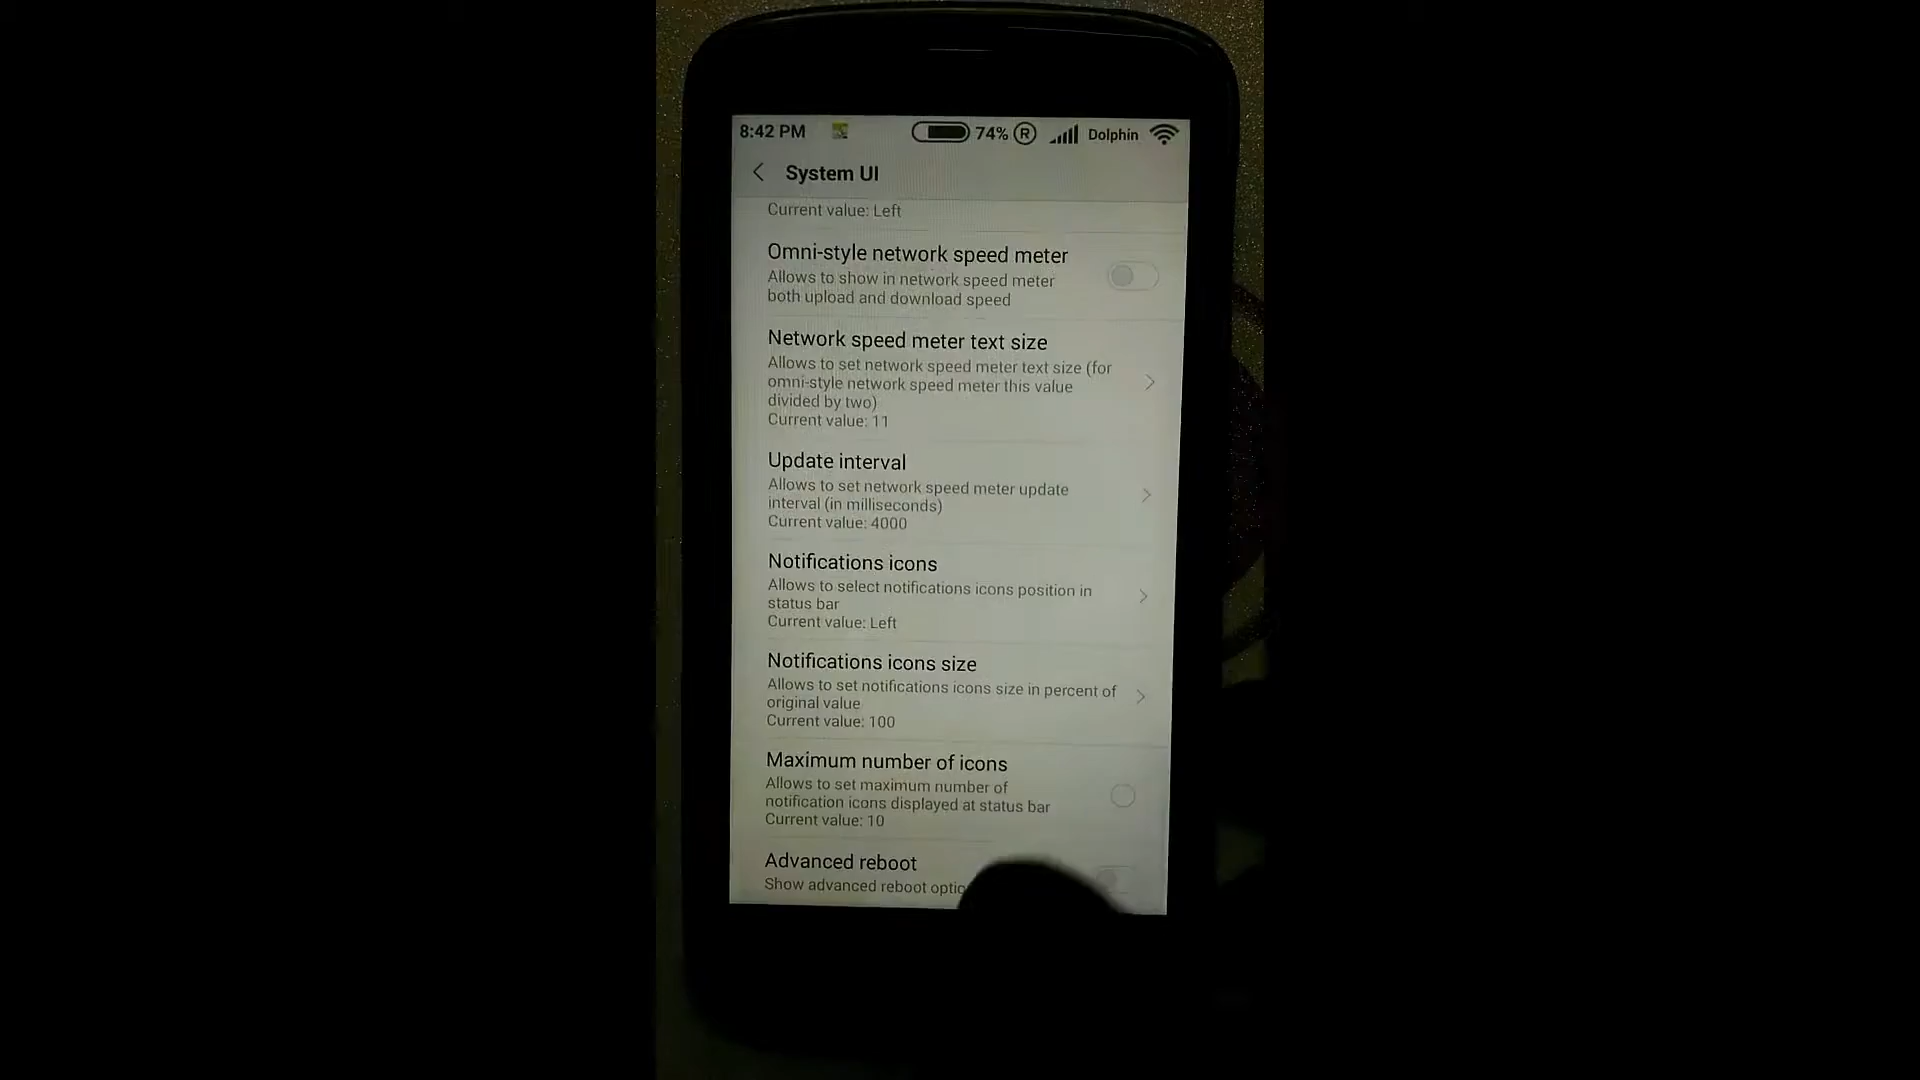 8:42 PM 74% R Dolphin
System UI
Current value: Left
Omni-style network speed meter
Allows to show in network speed meter
both upload and download speed
Network speed meter text size
Allows to set network speed meter text size (for
omni-style network speed meter this value
divided by two)
Current value: 11
Update interval
Allows to set network speed meter update
interval (in milliseconds)
Current value: 4000
Notifications icons
Allows to select notifications icons position in
status bar
Current value: Left
Notifications icons size
Allows to set notifications icons size in percent of
original value
Current value: 100
Maximum number of icons
Allows to set maximum number of
notification icons displayed at status bar
Current value: 10
Advanced reboot
Show advanced reboot